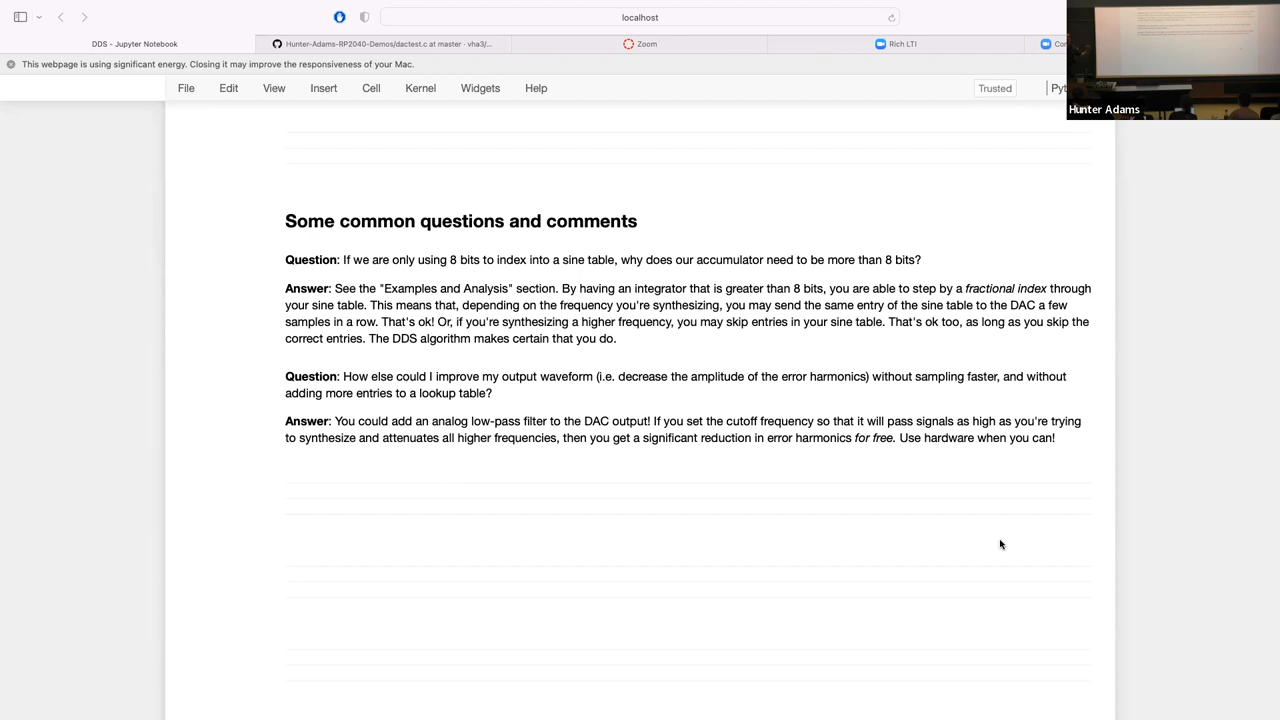 localhost
DDS - Jupyter Notebook
Hunter-Adams-RP2040-Demos/dactest.c at master · vha3/...
Zoom
Rich LTI
This webpage is using significant energy. Closing it may improve the responsiveness of your Mac.
File Edit View Insert Cell Kernel Widgets Help
Trusted
Hunter Adams
Some common questions and comments
Question: If we are only using 8 bits to index into a sine table, why does our accumulator need to be more than 8 bits?
Answer: See the "Examples and Analysis" section. By having an integrator that is greater than 8 bits, you are able to step by a fractional index through
your sine table. This means that, depending on the frequency you're synthesizing, you may send the same entry of the sine table to the DAC a few
samples in a row. That's ok! Or, if you're synthesizing a higher frequency, you may skip entries in your sine table. That's ok too, as long as you skip the
correct entries. The DDS algorithm makes certain that you do.
Question: How else could I improve my output waveform (i.e. decrease the amplitude of the error harmonics) without sampling faster, and without
adding more entries to a lookup table?
Answer: You could add an analog low-pass filter to the DAC output! If you set the cutoff frequency so that it will pass signals as high as you're trying
to synthesize and attenuates all higher frequencies, then you get a significant reduction in error harmonics for free. Use hardware when you can!